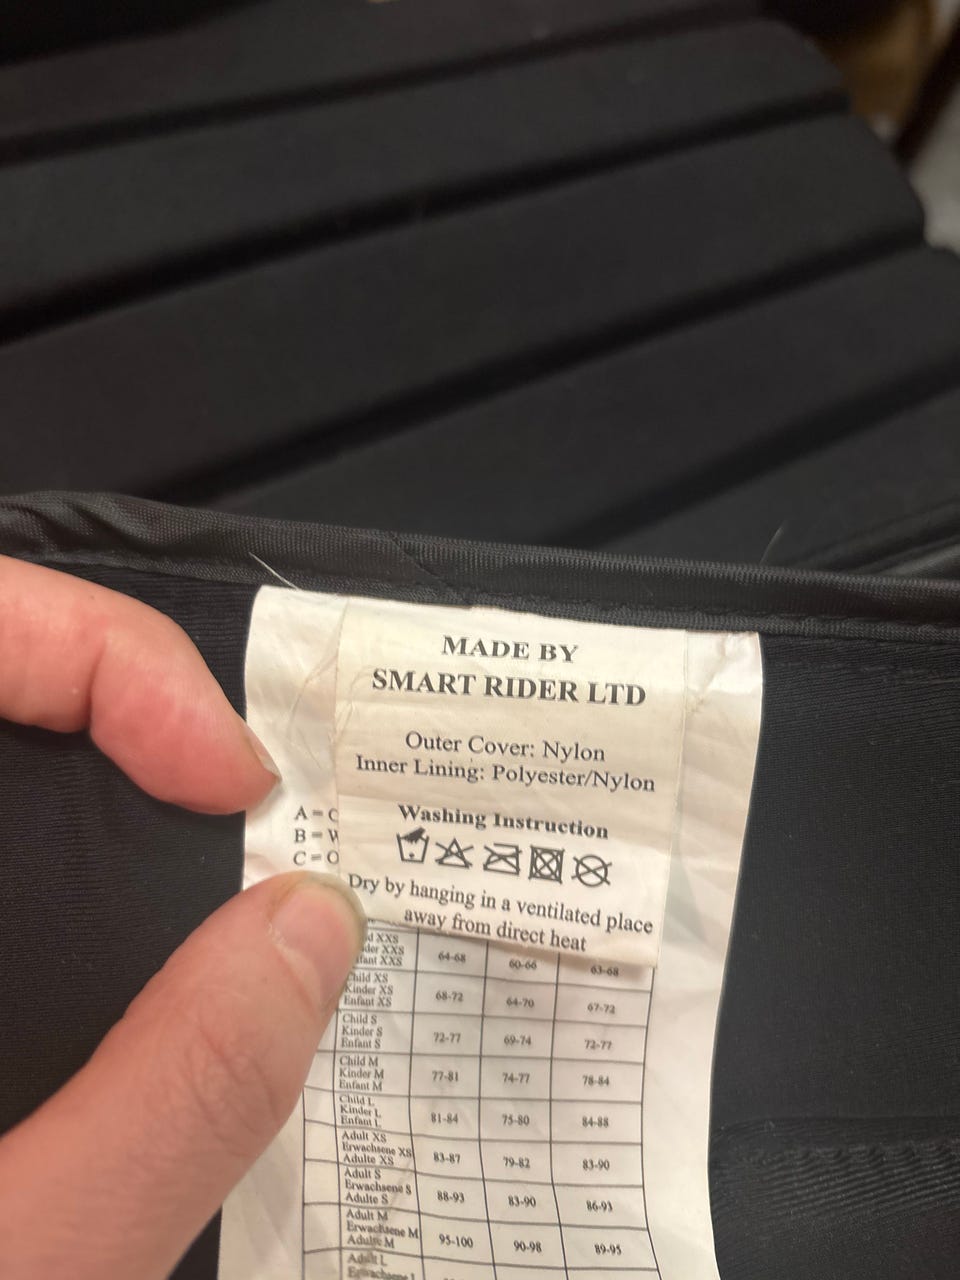 MADE BY
SMART RIDER LTD
Outer Cover: Nylon
Inner Lining: Polyester/Nylon
Washing Instruction
Dry by hanging in a ventilated place
away from direct heat
A = C
B = W
C = O
XXS
XXS
XXS 64-68 60-66 63-68
Child XS
Kinder XS
Enfant XS 68-72 64-70 67-72
Child S
Kinder S
Enfant S 72-77 69-74 72-77
Child M
Kinder M
Enfant M 77-81 74-77 78-84
Child L
Kinder L
Enfant L 81-84 75-80 84-88
Adult XS
Erwachsene XS
Adulte XS 83-87 79-82 83-90
Adult S
Erwachsene S
Adulte S 88-93 83-90 86-93
Adult M
Erwachsene M
Adulte M 95-100 90-98 89-95
Adult L
Erwachsene L